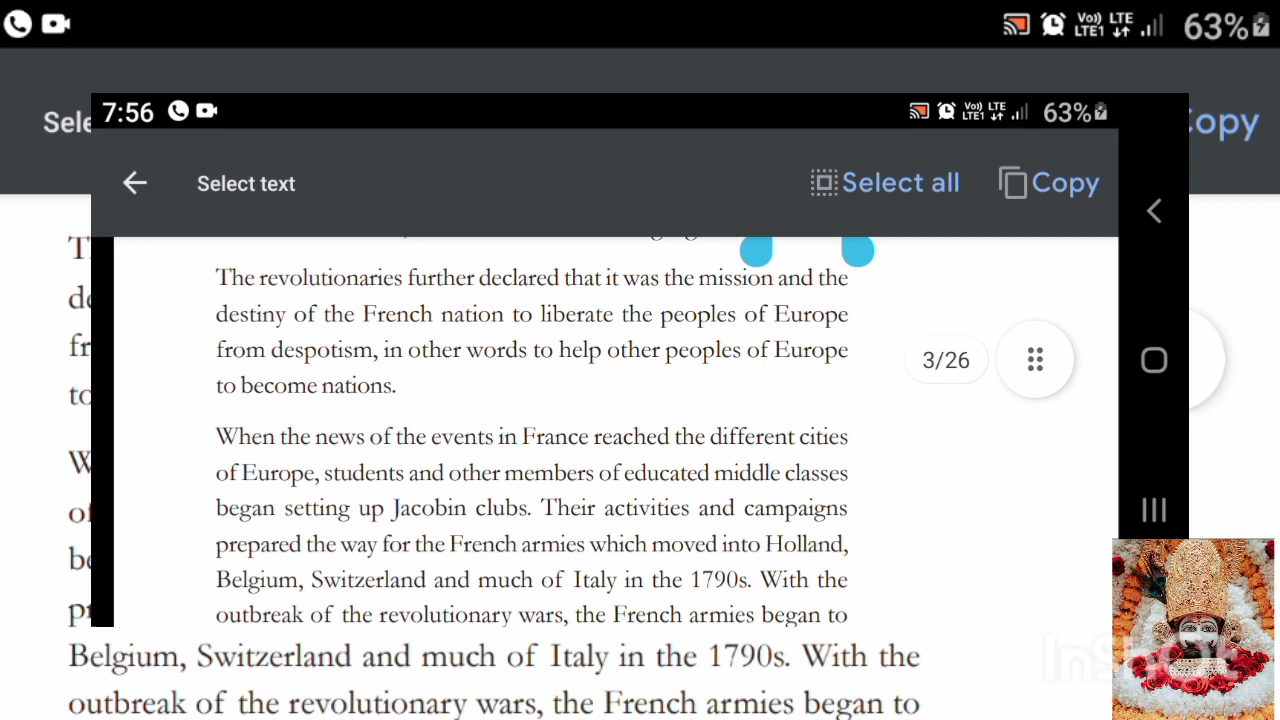 63%
Sele
Copy
7:56
Vo)) LTE
LTE1
63%
Select text
Select all
Copy
The revolutionaries further declared that it was the mission and the
destiny of the French nation to liberate the peoples of Europe
from despotism, in other words to help other peoples of Europe
to become nations.
3/26
When the news of the events in France reached the different cities
of Europe, students and other members of educated middle classes
began setting up Jacobin clubs. Their activities and campaigns
prepared the way for the French armies which moved into Holland,
Belgium, Switzerland and much of Italy in the 1790s. With the
outbreak of the revolutionary wars, the French armies began to
Belgium, Switzerland and much of Italy in the 1790s. With the
outbreak of the revolutionary wars, the French armies began to
InShot